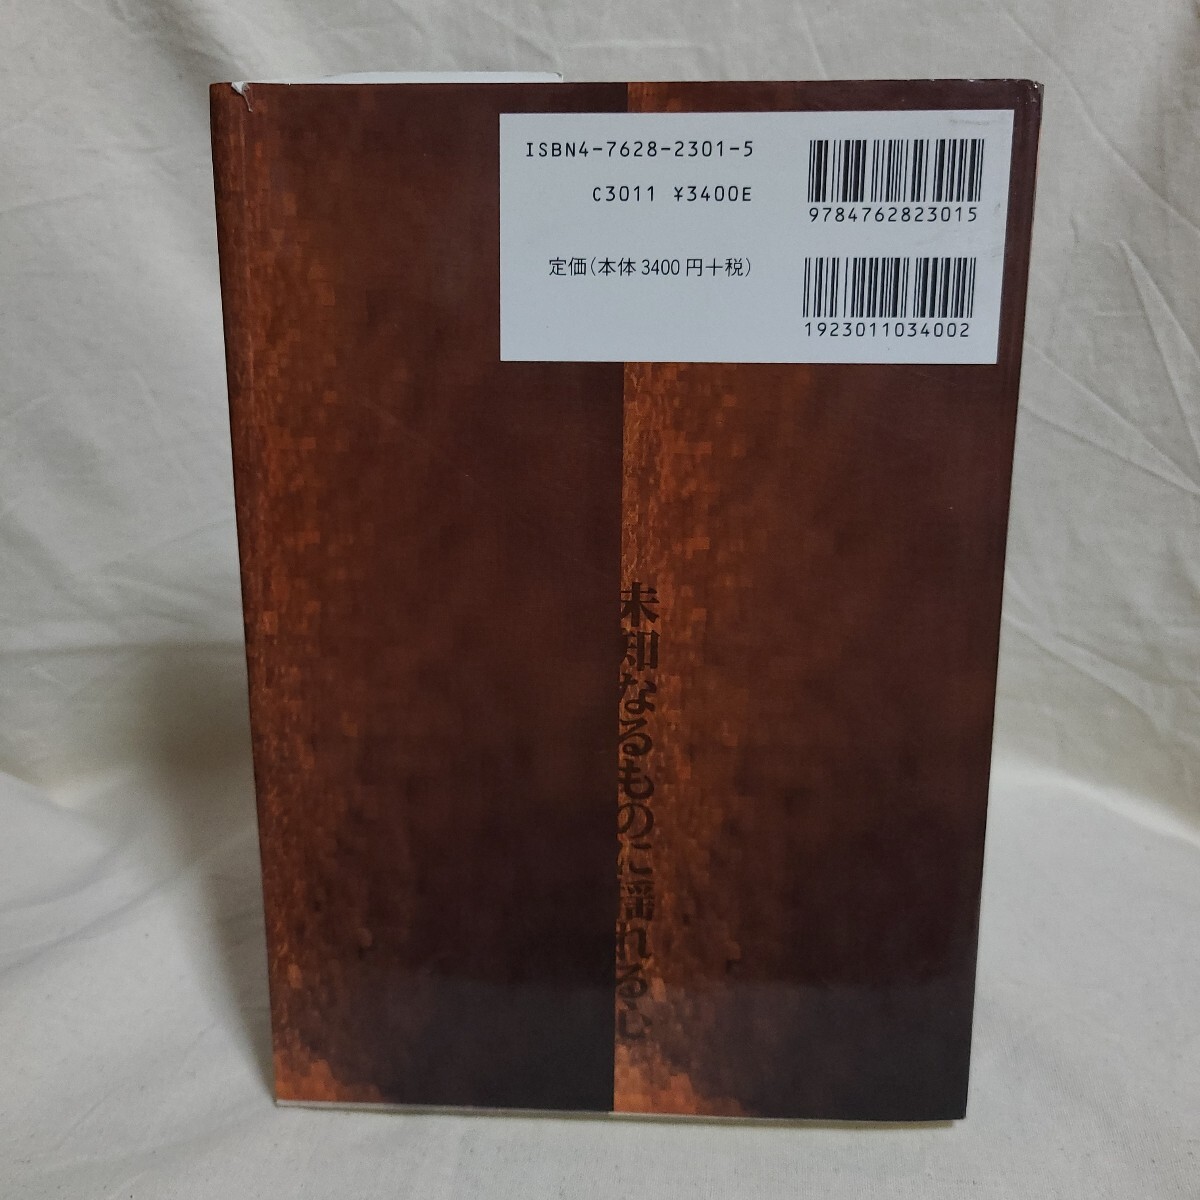 ISBN4-7628-2301-5
C3011 ¥3400E
定価(本体3400円+税)
9784762823015
1923011034002
未知なるものに揺れる心